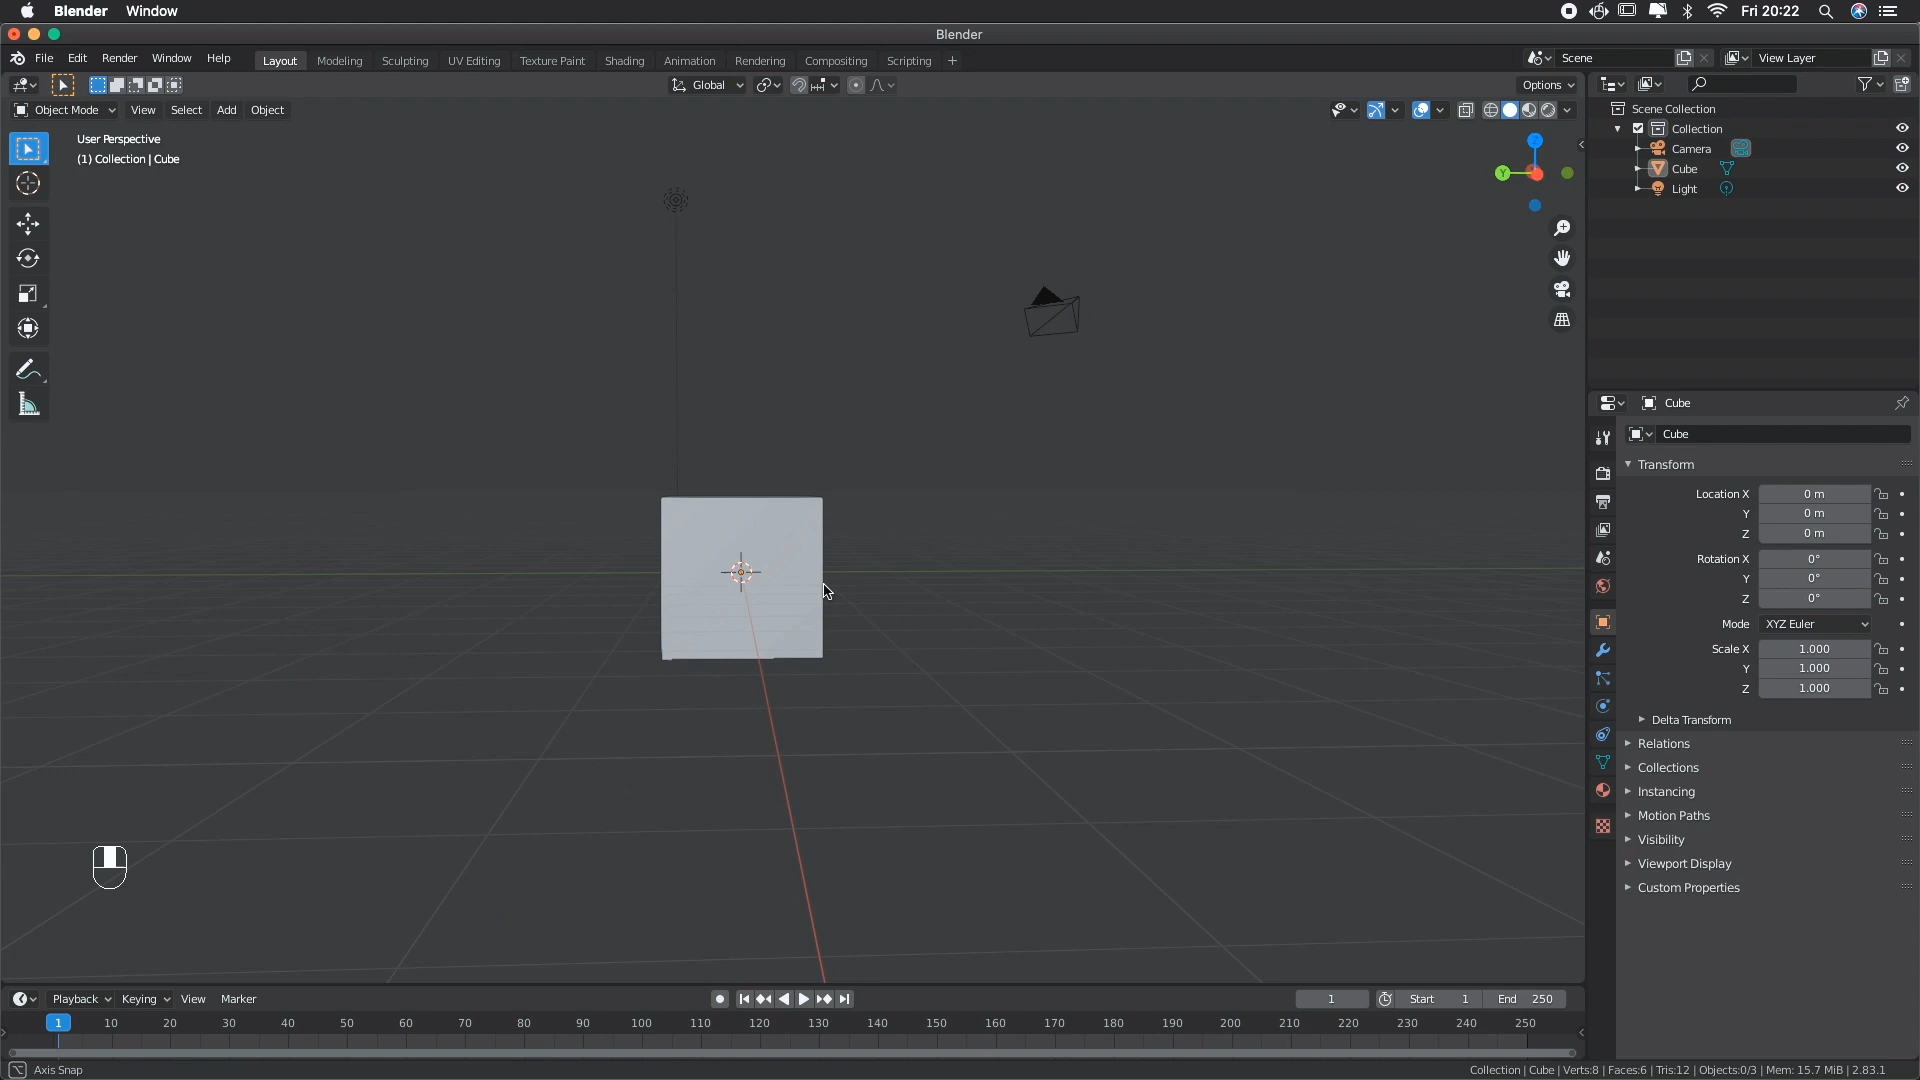 Blender Window Fri 20:22
Blender
File Edit Render Window Help Layout Modeling Sculpting UV Editing Texture Paint Shading Animation Rendering Compositing Scripting + Scene View Layer
Global Options
Object Mode View Select Add Object
User Perspective
(1) Collection | Cube
Z
Y
Scene Collection
Collection
Camera
Cube
Light
Cube
Cube
Transform
Location X 0 m
Y 0 m
Z 0 m
Rotation X 0°
Y 0°
Z 0°
Mode XYZ Euler
Scale X 1.000
Y 1.000
Z 1.000
Delta Transform
Relations
Collections
Instancing
Motion Paths
Visibility
Viewport Display
Custom Properties
Playback Keying View Marker 1 Start 1 End 250
1 10 20 30 40 50 60 70 80 90 100 110 120 130 140 150 160 170 180 190 200 210 220 230 240 250
Axis Snap
Collection | Cube | Verts:8 | Faces:6 | Tris:12 | Objects:0/3 | Mem: 15.7 MiB | 2.83.1